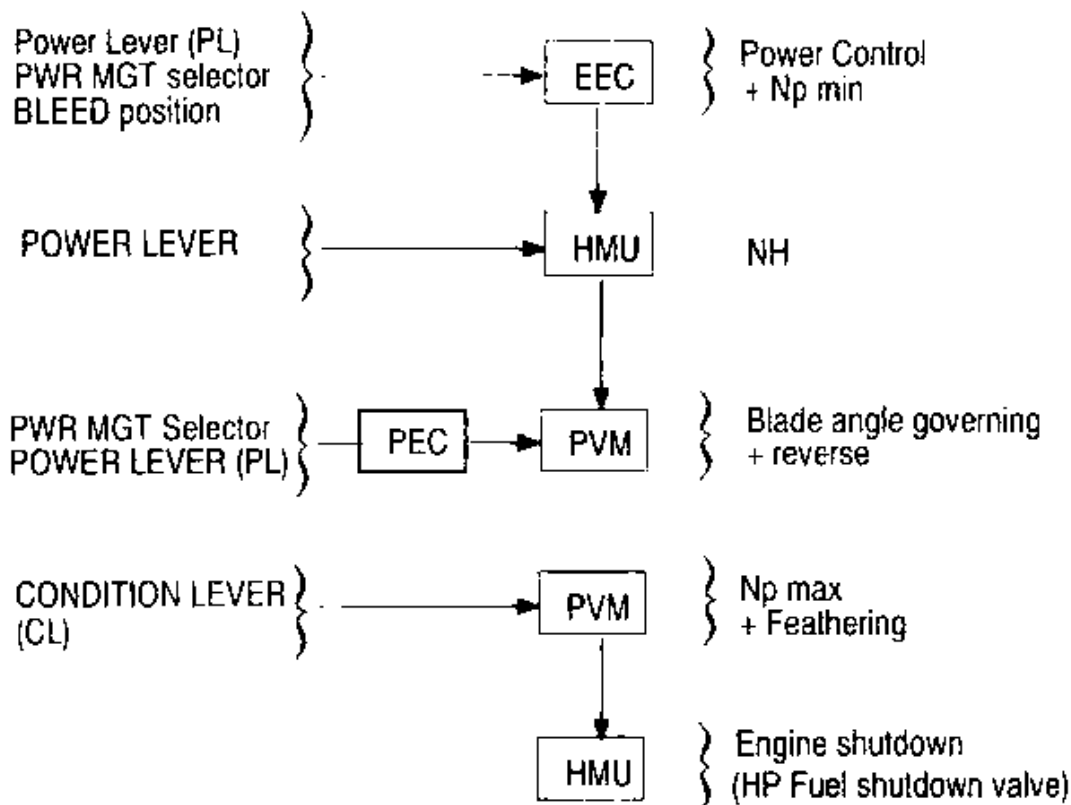 Power Lever (PL)
PWR MGT selector
BLEED position
EEC
Power Control
+ Np min
POWER LEVER
HMU
NH
PWR MGT Selector
POWER LEVER (PL)
PEC
PVM
Blade angle governing
+ reverse
CONDITION LEVER
(CL)
PVM
Np max
+ Feathering
HMU
Engine shutdown
(HP Fuel shutdown valve)